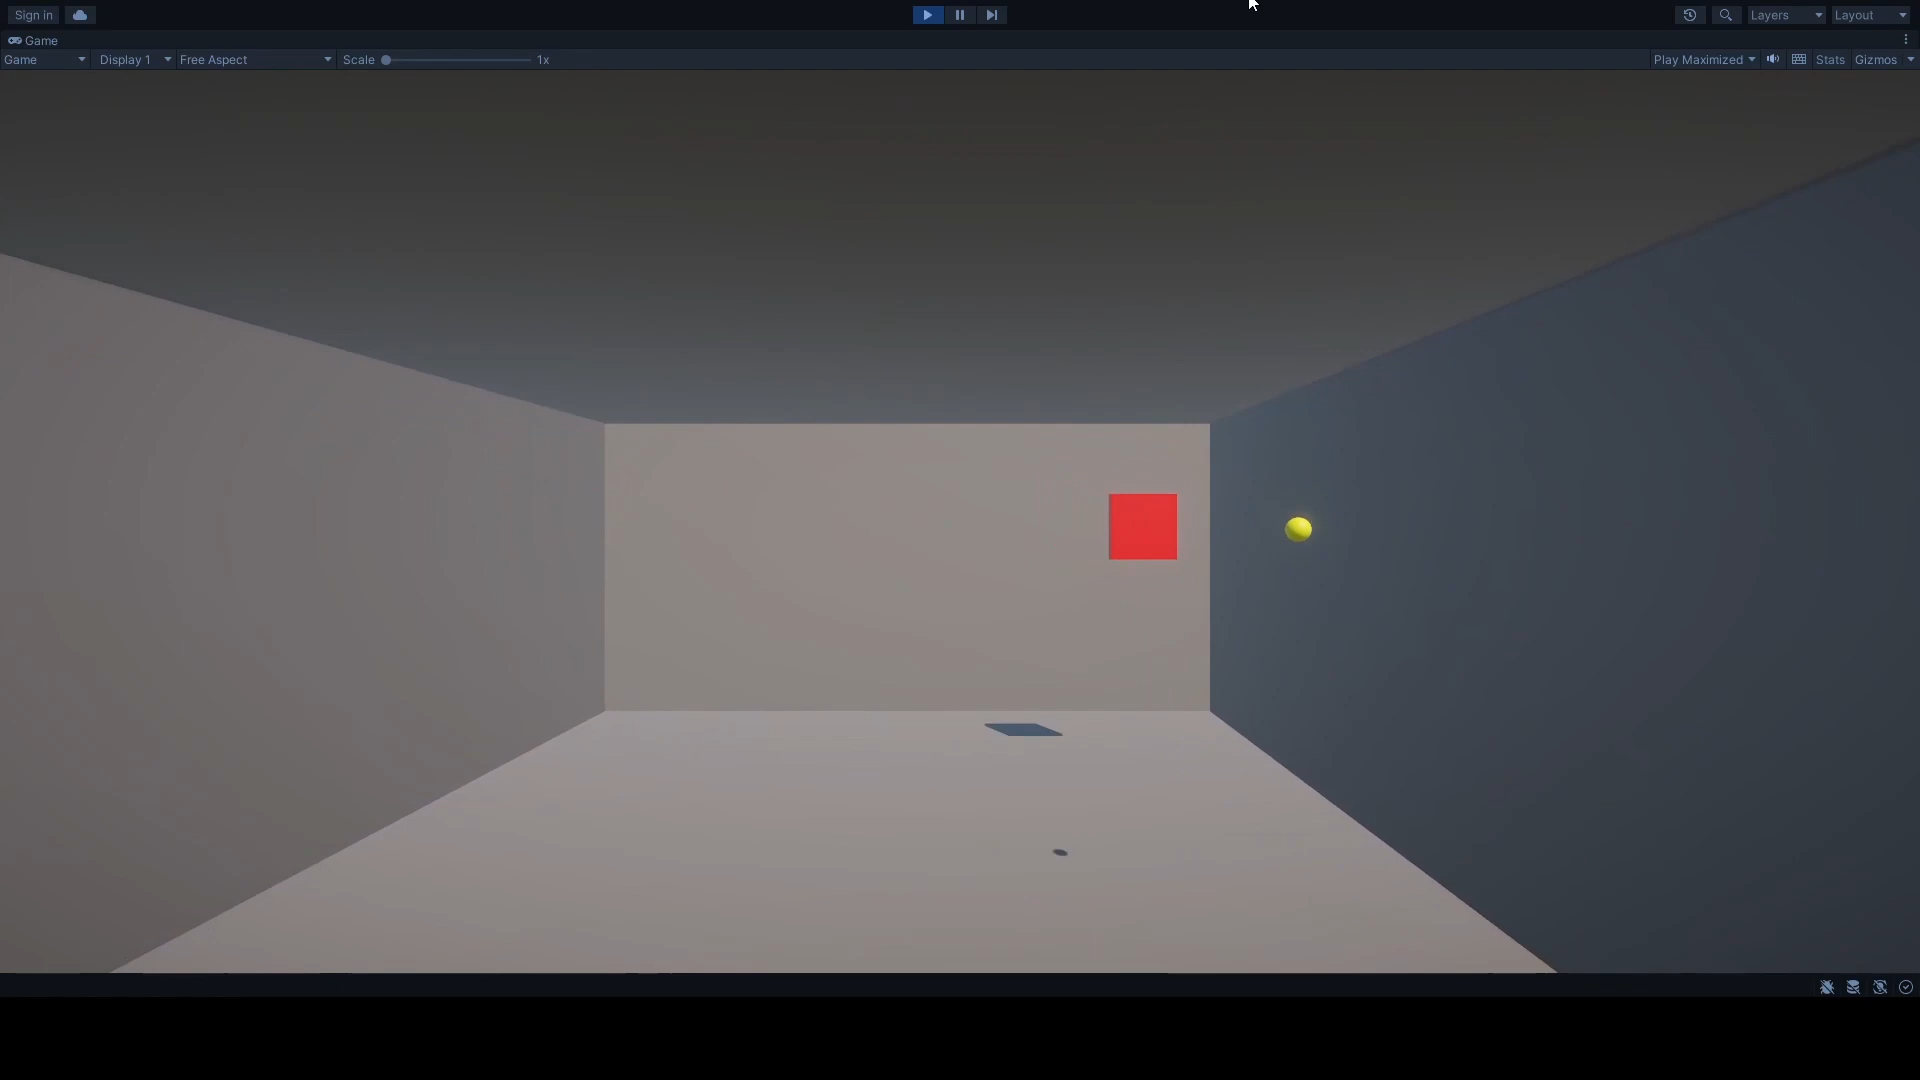 Sign in
Layers
Layout
Game
Game
Display 1
Free Aspect
Scale
1x
Play Maximized
Stats
Gizmos